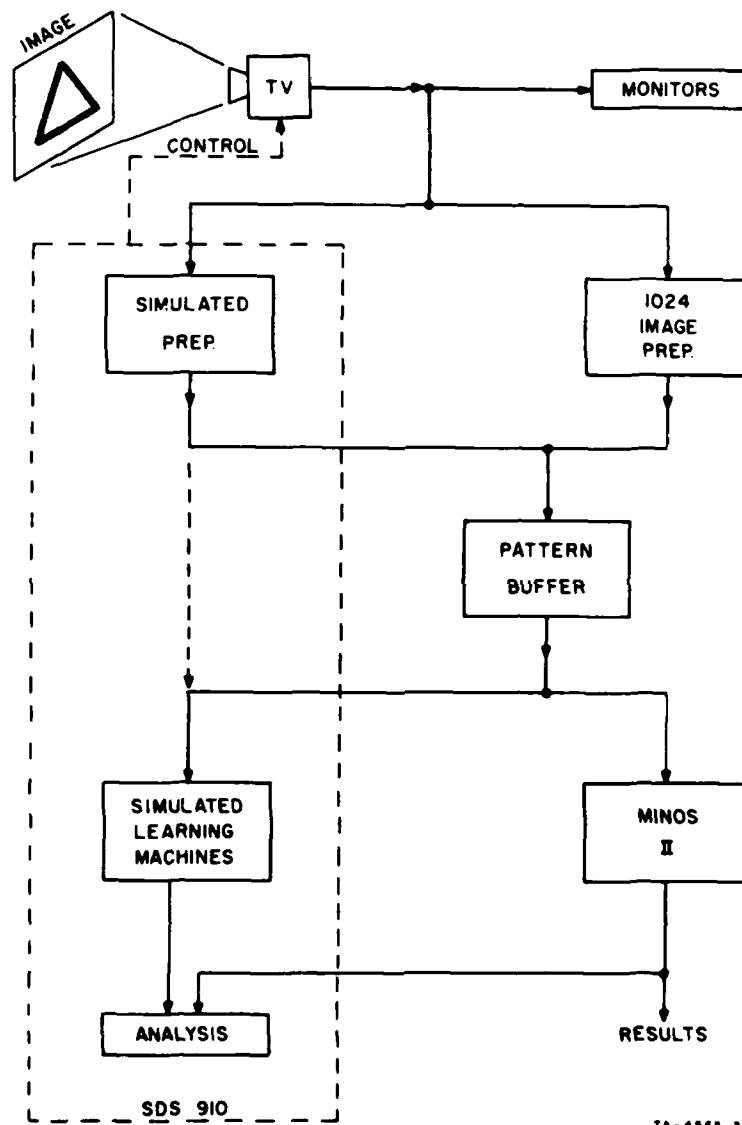 IMAGE
TV
MONITORS
CONTROL
SIMULATED
PREP.
1024
IMAGE
PREP.
PATTERN
BUFFER
SIMULATED
LEARNING
MACHINES
MINOS
II
ANALYSIS
RESULTS
SDS 910